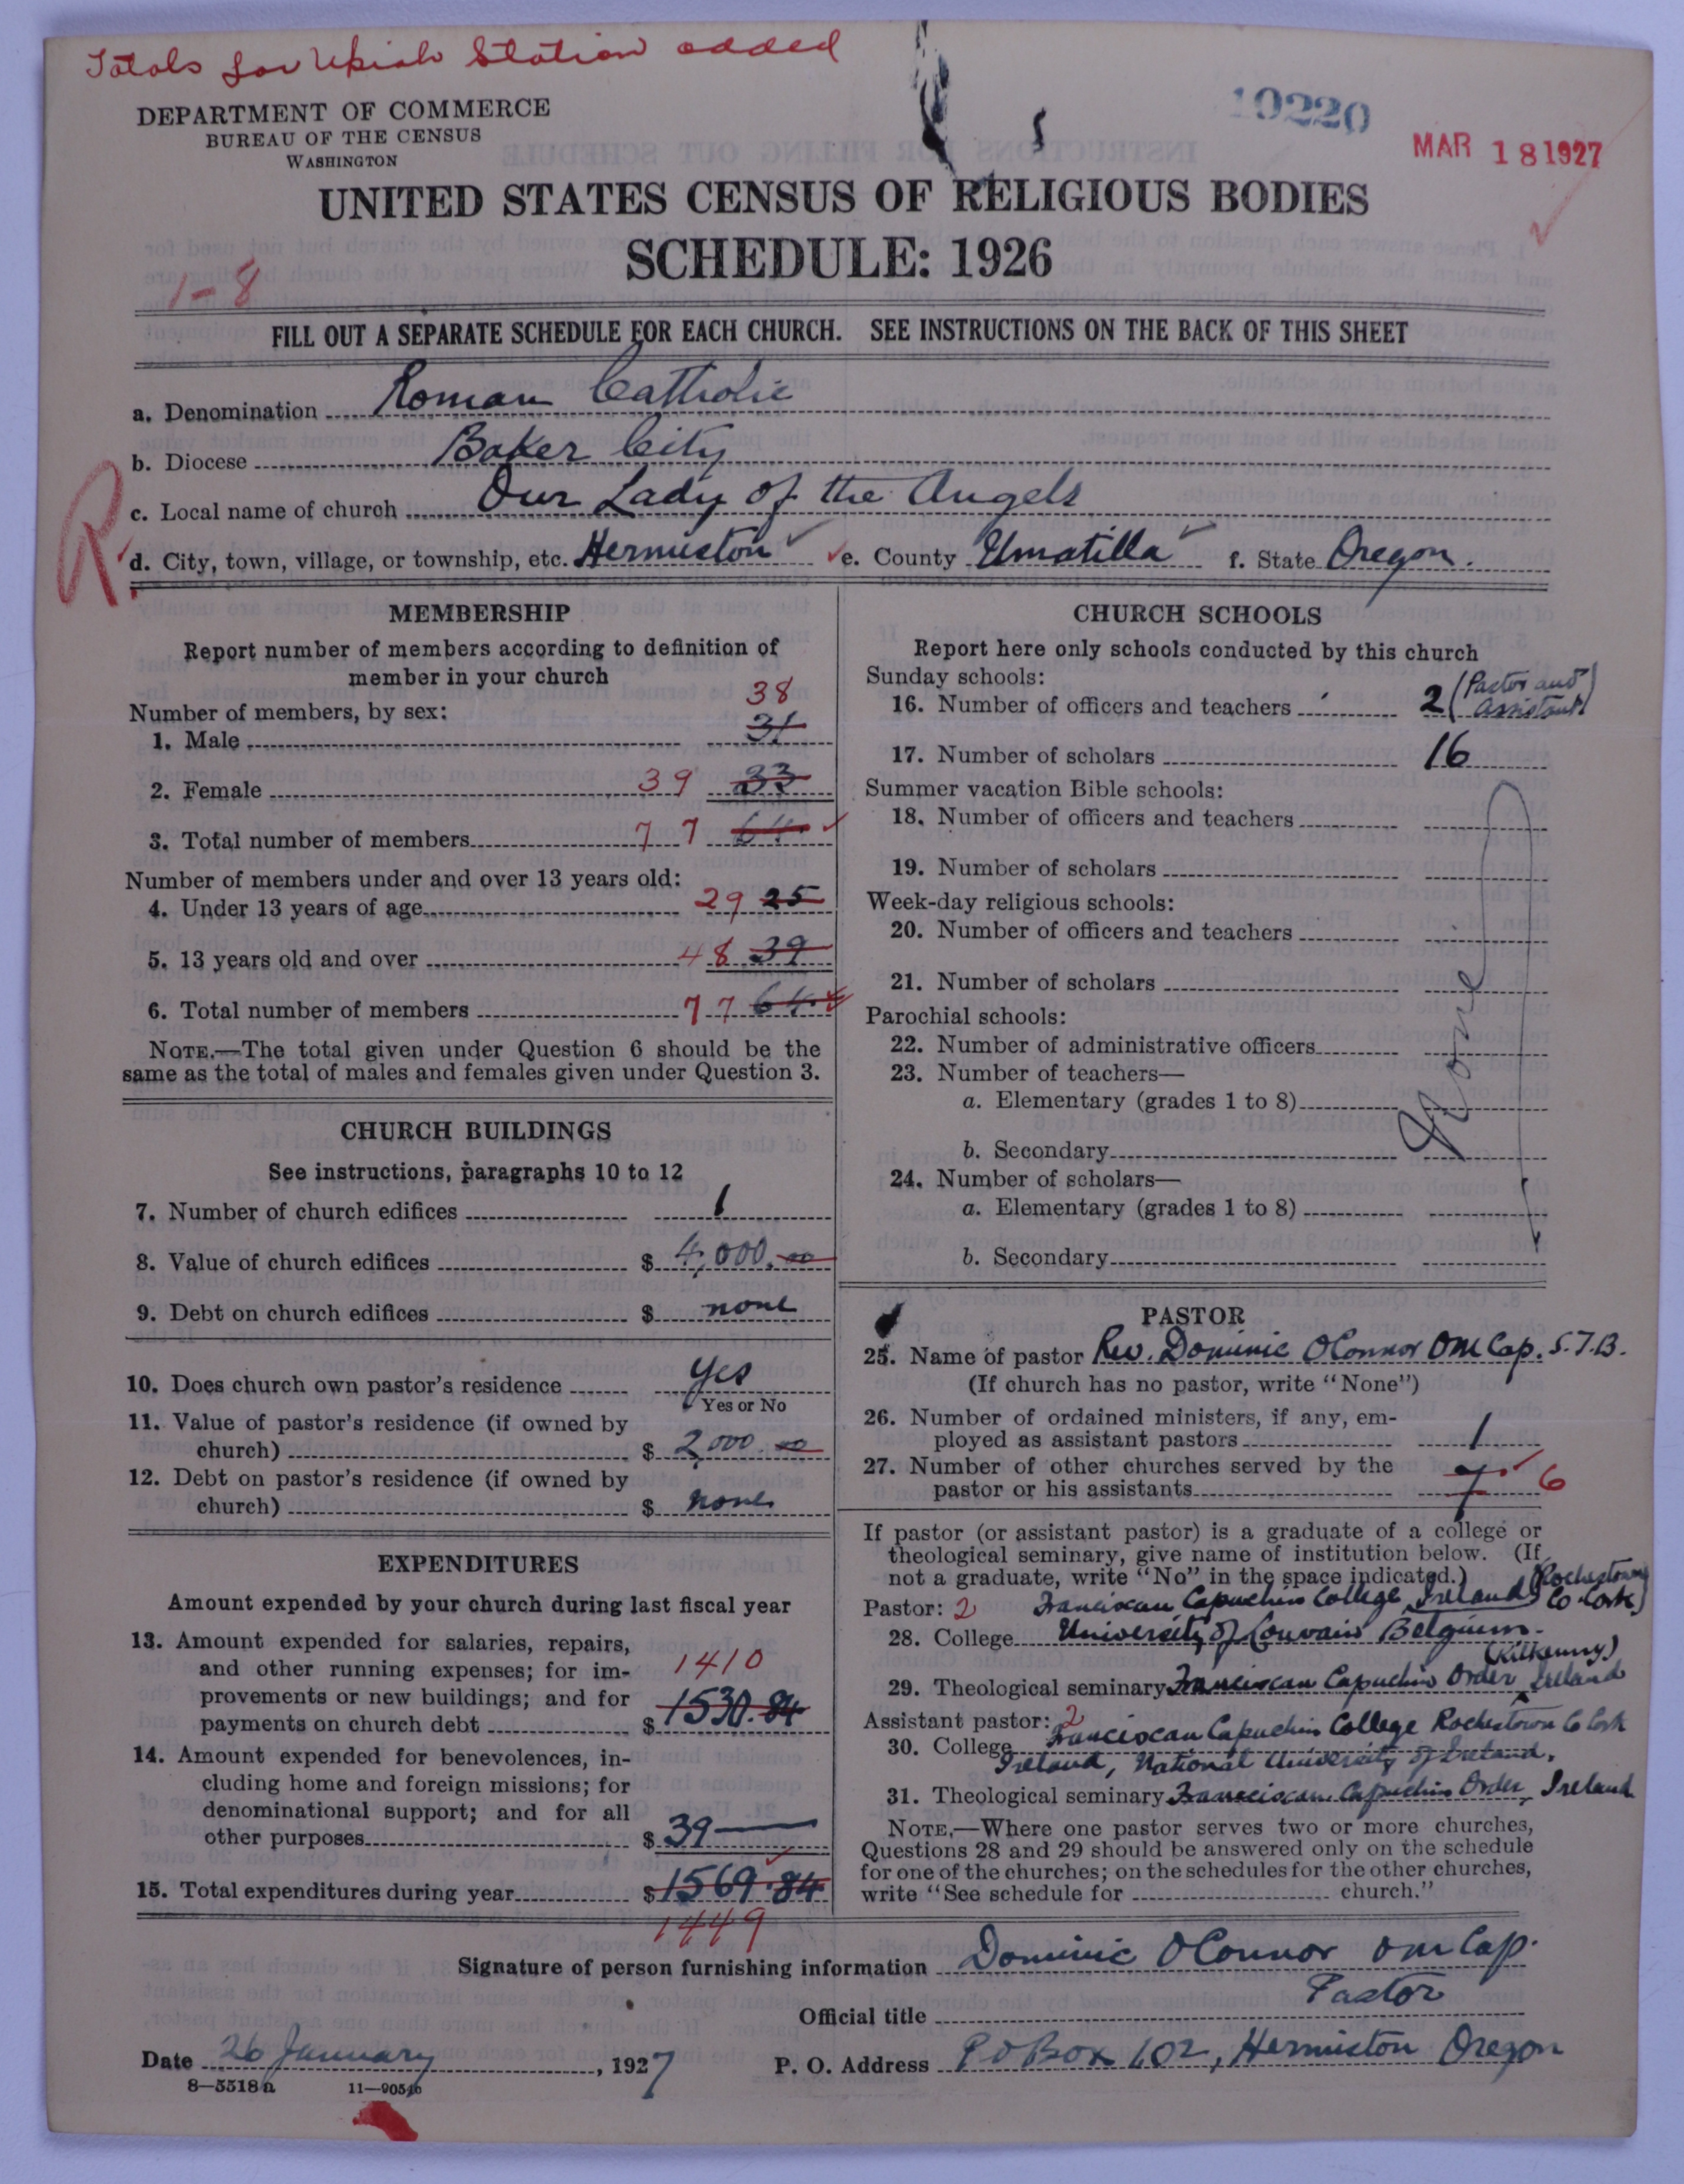 Totals for Ukiah Station added
DEPARTMENT OF COMMERCE
BUREAU OF THE CENSUS
WASHINGTON
19220
MAR 18 1927
UNITED STATES CENSUS OF RELIGIOUS BODIES
SCHEDULE: 1926
1-8
FILL OUT A SEPARATE SCHEDULE FOR EACH CHURCH. SEE INSTRUCTIONS ON THE BACK OF THIS SHEET
a. Denomination Roman Catholic
b. Diocese Baker City
c. Local name of church Our Lady of the Angels
R
d. City, town, village, or township, etc. Hermiston e. County Umatilla f. State Oregon.
MEMBERSHIP
Report number of members according to definition of
member in your church
Number of members, by sex:
38
1. Male 31
2. Female 39 33
3. Total number of members 77 64
Number of members under and over 13 years old:
4. Under 13 years of age 29 25
5. 13 years old and over 48 39
6. Total number of members 77 64
NOTE.—The total given under Question 6 should be the
same as the total of males and females given under Question 3.
CHURCH BUILDINGS
See instructions, paragraphs 10 to 12
7. Number of church edifices 1
8. Value of church edifices $ 4,000.00
9. Debt on church edifices $ none
10. Does church own pastor's residence Yes
Yes or No
11. Value of pastor's residence (if owned by
church) $ 2,000.00
12. Debt on pastor's residence (if owned by
church) $ none
EXPENDITURES
Amount expended by your church during last fiscal year
13. Amount expended for salaries, repairs,
and other running expenses; for im-
1410
provements or new buildings; and for
payments on church debt $ 1530.84
14. Amount expended for benevolences, in-
cluding home and foreign missions; for
denominational support; and for all
other purposes $ 39—
15. Total expenditures during year $ 1569.84
1449
CHURCH SCHOOLS
Report here only schools conducted by this church
Sunday schools:
16. Number of officers and teachers 2 (Pastor and
Assistant)
17. Number of scholars 16
Summer vacation Bible schools:
18. Number of officers and teachers
19. Number of scholars
Week-day religious schools:
20. Number of officers and teachers
21. Number of scholars
Parochial schools:
22. Number of administrative officers
23. Number of teachers—
a. Elementary (grades 1 to 8)
b. Secondary
24. Number of scholars—
a. Elementary (grades 1 to 8)
b. Secondary
None
PASTOR
25. Name of pastor Rev. Dominic OConnor OM Cap. S.T.B.
(If church has no pastor, write "None")
26. Number of ordained ministers, if any, em-
ployed as assistant pastors 1
27. Number of other churches served by the
pastor or his assistants 7 6
If pastor (or assistant pastor) is a graduate of a college or
theological seminary, give name of institution below. (If
not a graduate, write "No" in the space indicated.)
(Rochestown
Pastor: 2 Franciscan Capuchin College, Ireland Co. Cork)
28. College University of Louvain Belgium.
(Kilkenny)
29. Theological seminary Franciscan Capuchin Order Ireland
Assistant pastor: 2
30. College Franciscan Capuchin College Rochestown Co Cork
Ireland, National University of Ireland.
31. Theological seminary Franciscan Capuchin Order, Ireland
NOTE.—Where one pastor serves two or more churches,
Questions 28 and 29 should be answered only on the schedule
for one of the churches; on the schedules for the other churches,
write "See schedule for church."
Signature of person furnishing information Dominic OConnor OM Cap.
Official title Pastor
Date 26 January, 1927 P. O. Address P O Box 102, Hermiston Oregon
8—5518a 11—90546